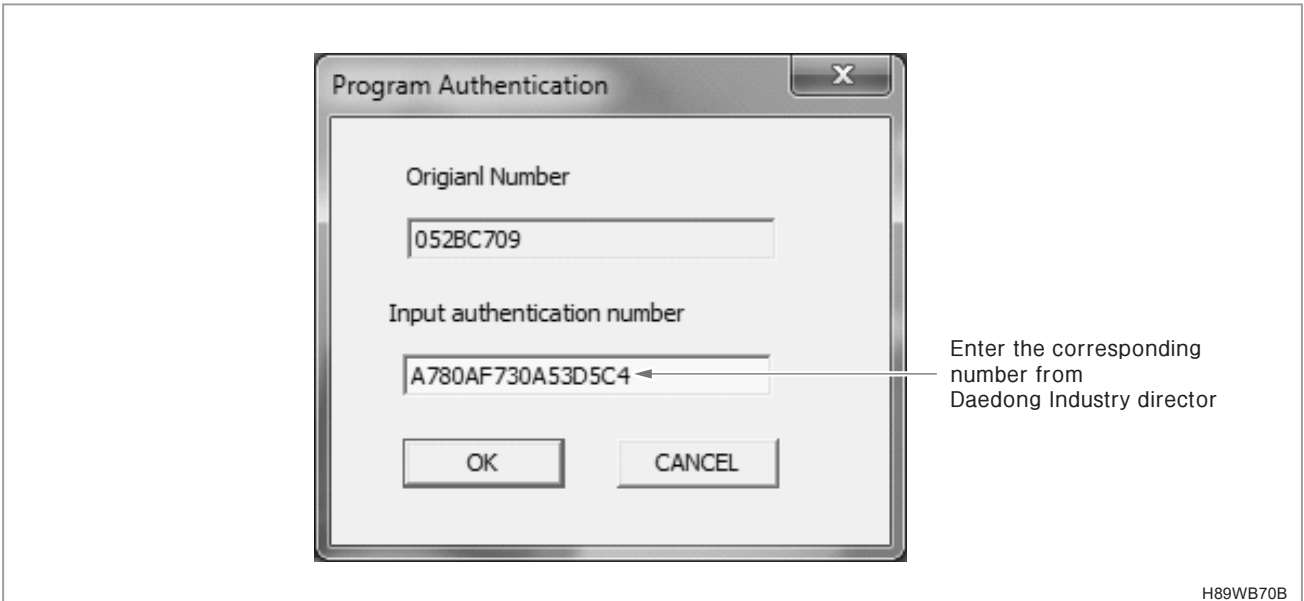 Program Authentication
X
Origianl Number
052BC709
Input authentication number
A780AF730A53D5C4
Enter the corresponding
number from
Daedong Industry director
OK
CANCEL
H89WB70B